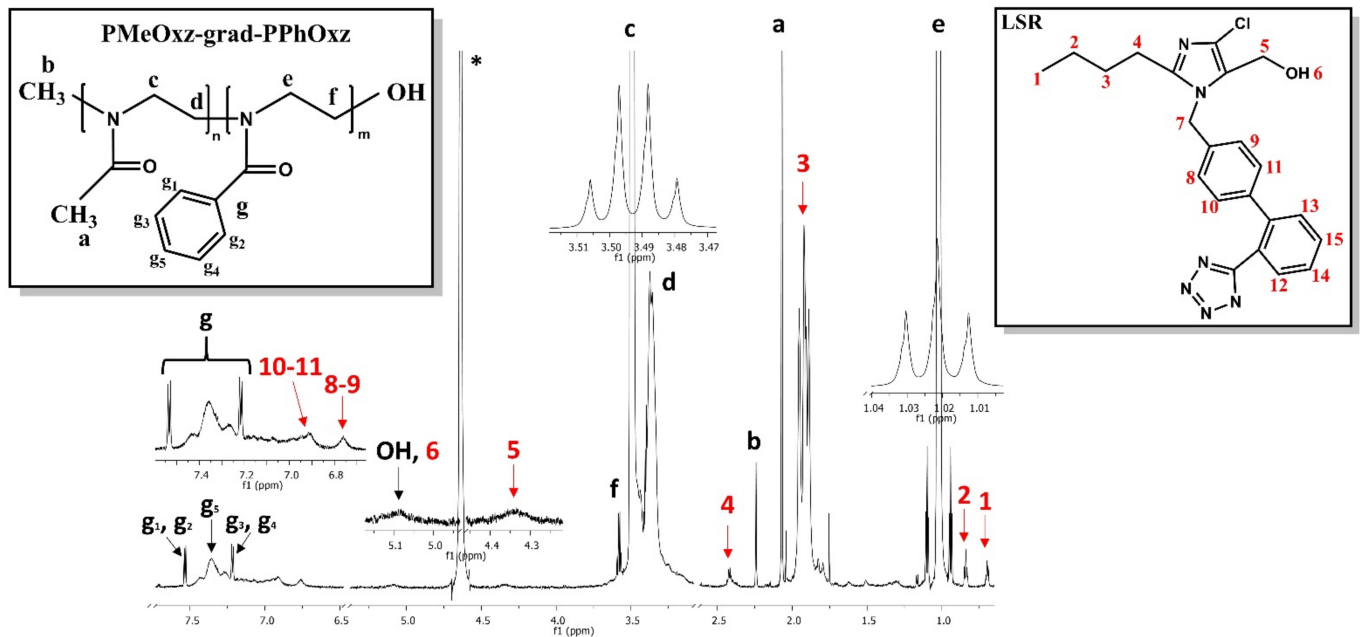 PMeOxz-grad-PPhOxz
b
CH₃
c
d
e
f
OH
N
n
N
m
O
O
CH₃
a
g₁
g
g₃
g₂
g₅
g₄
*
c
a
e
LSR
Cl
1
2
3
4
N
5
OH
6
N
7
9
11
8
10
13
15
14
12
N
N
N
N
3.51 3.50 3.49 3.48 3.47
f1 (ppm)
3
d
1.04 1.03 1.02 1.01
f1 (ppm)
g
10-11
8-9
7.4 7.2 7.0 6.8
f1 (ppm)
OH, 6
5
5.1 5.0 4.4 4.3
f1 (ppm)
b
f
4
2
1
g₁, g₂
g₅
g₃, g₄
7.5 7.0 6.5 5.0 4.5 4.0 3.5 3.0 2.0 1.5 1.0
f1 (ppm)